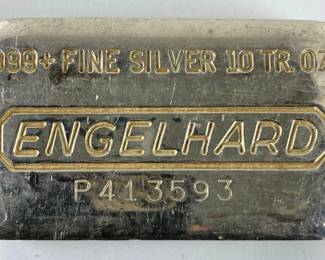 999+ FINE SILVER 10 TR. OZ
ENGELHARD
P413593